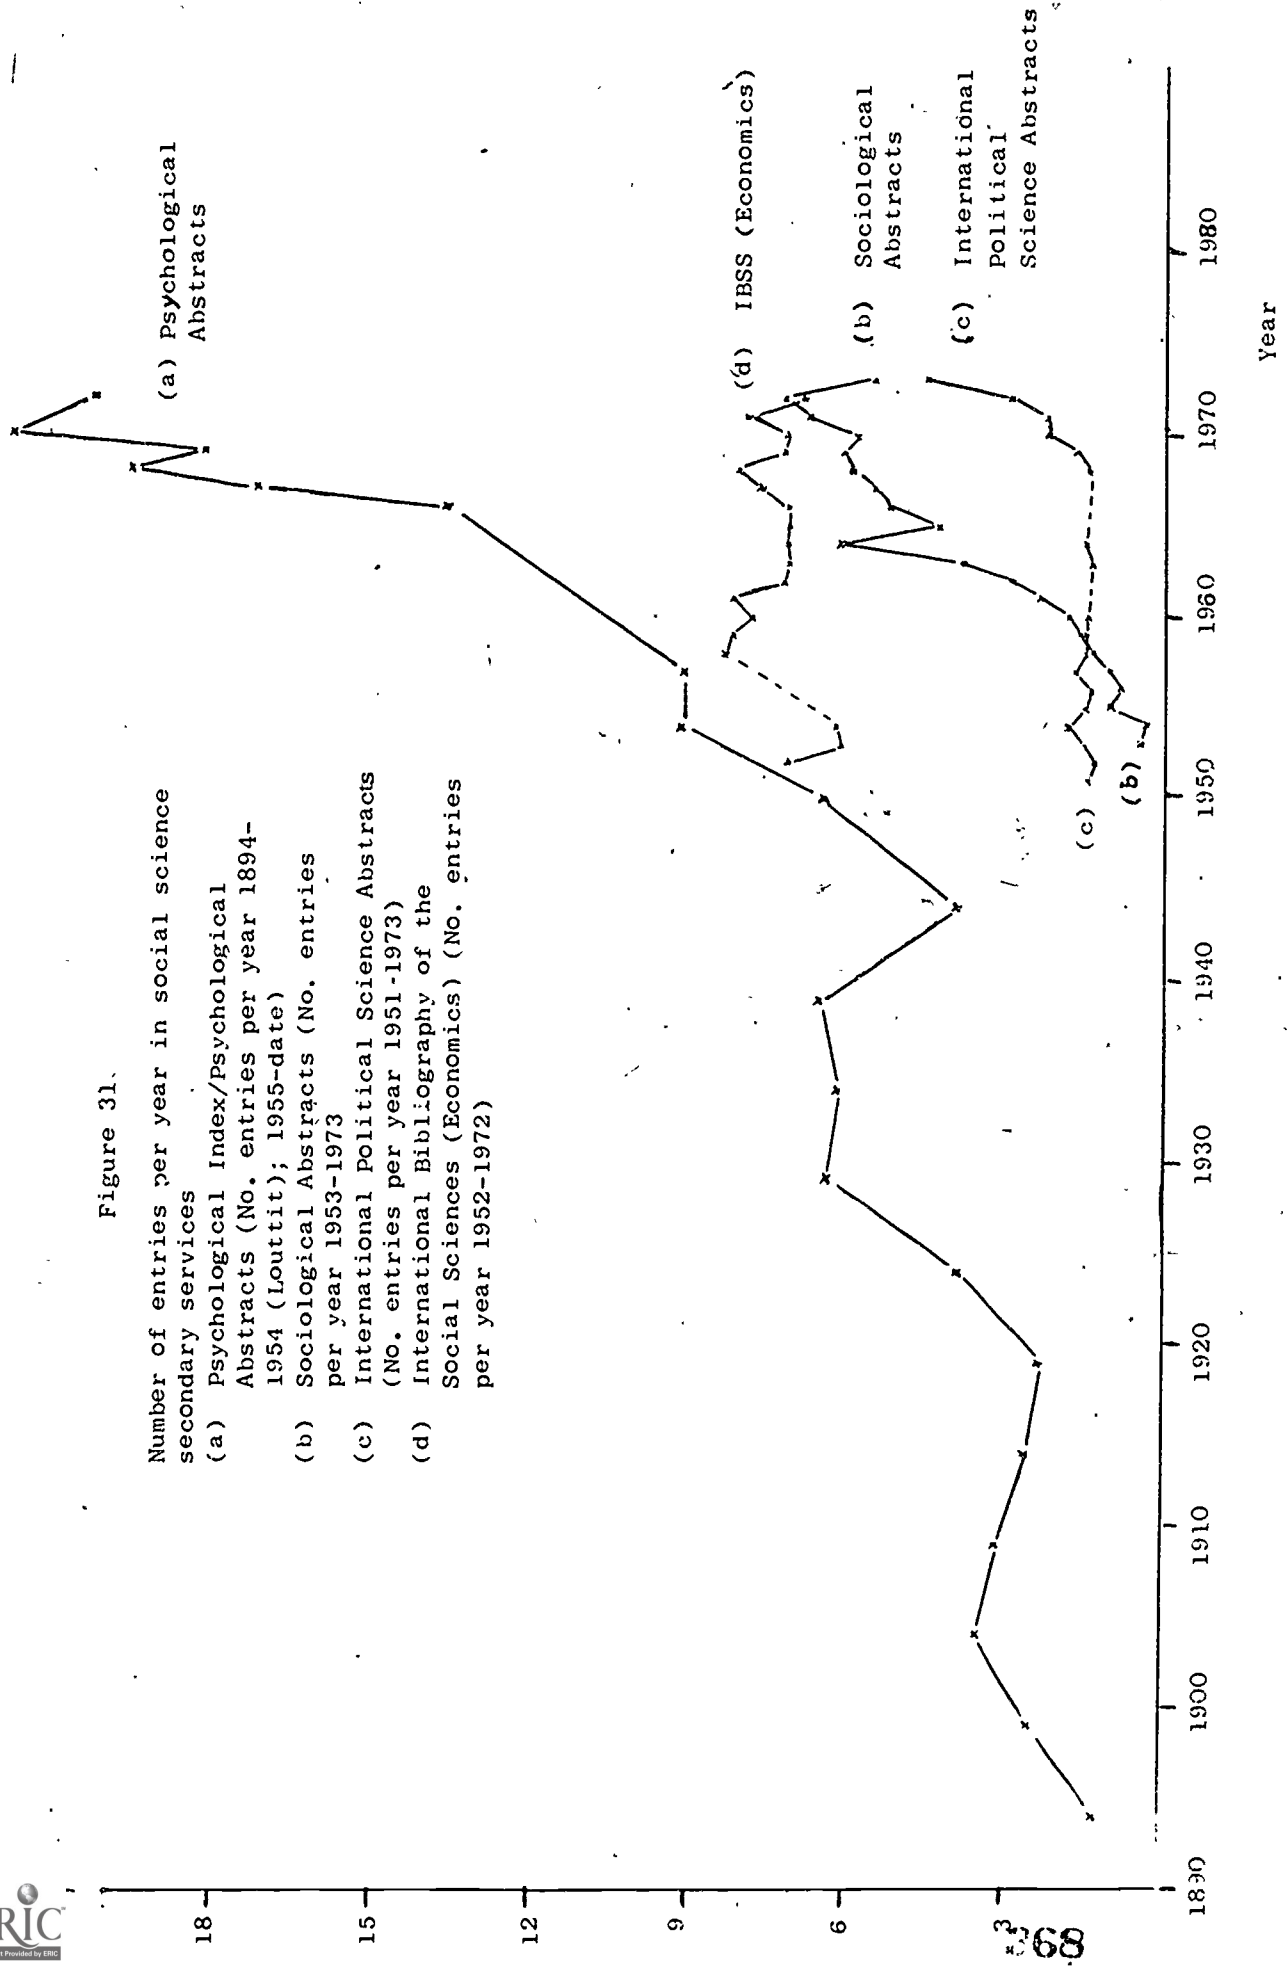 Figure 31.
Number of entries per year in social science
secondary services
(a) Psychological Index/Psychological
Abstracts (No. entries per year 1894-
1954 (Louttit); 1955-date)
(b) Sociological Abstracts (No. entries
per year 1953-1973
(c) International Political Science Abstracts
(No. entries per year 1951-1973)
(d) International Bibliography of the
Social Sciences (Economics) (No. entries
per year 1952-1972)
(a) Psychological
Abstracts
(d) IBSS (Economics)
(b) Sociological
Abstracts
(c) International
Political
Science Abstracts
(c)
(b)
18
15
12
9
6
3
1890
1900
1910
1920
1930
1940
1950
1960
1970
1980
Year
368
ERIC